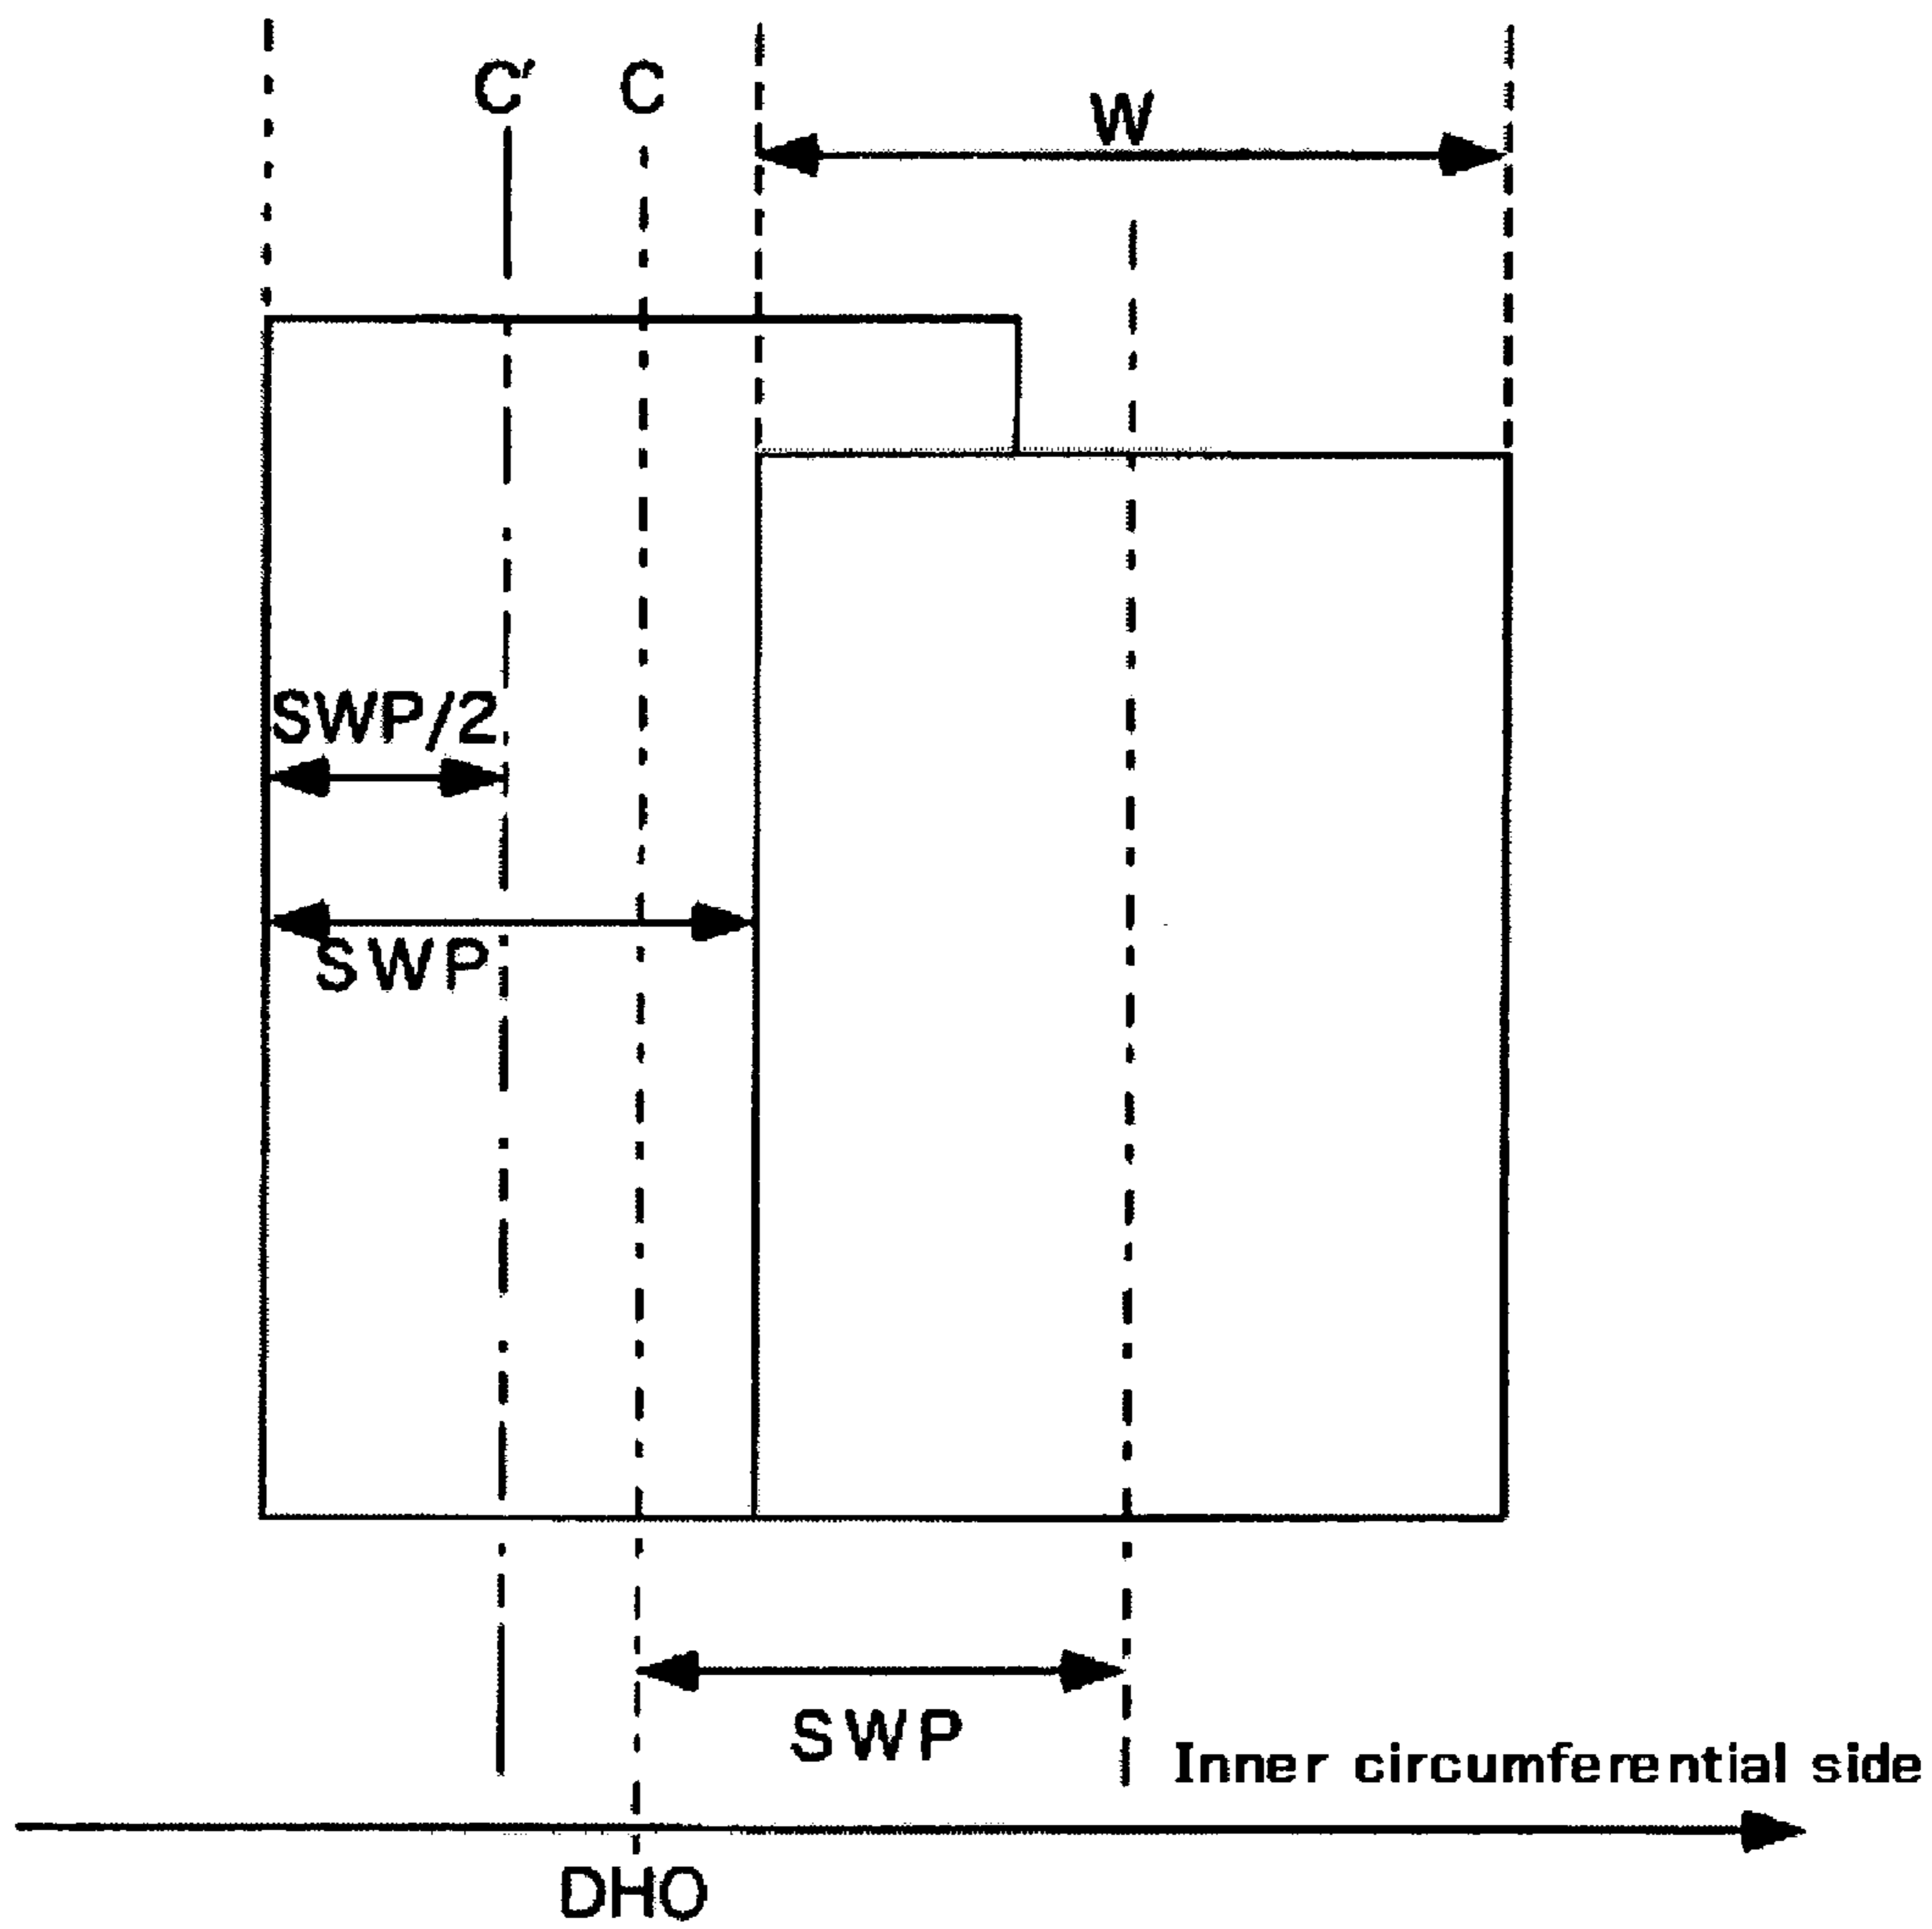 C' C
W
SWP/2
SWP
SWP
Inner circumferential side
DHO